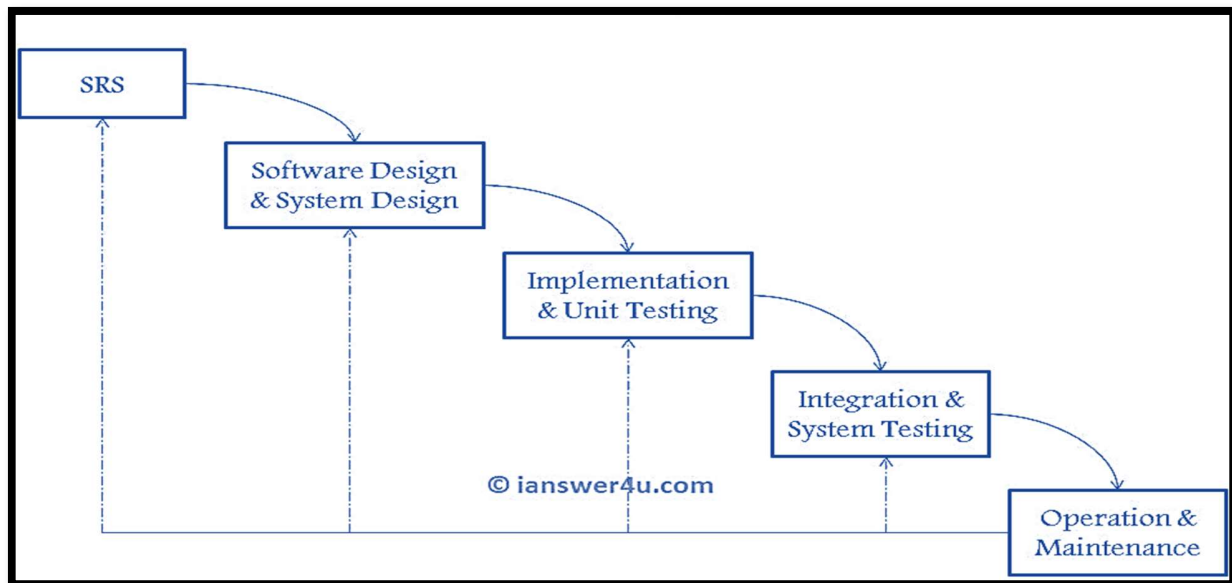 SRS
Software Design
& System Design
Implementation
& Unit Testing
Integration &
System Testing
© ianswer4u.com
Operation &
Maintenance